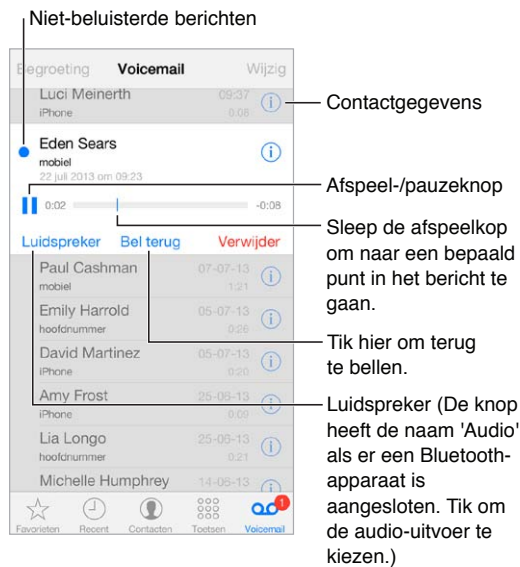 Niet-beluisterde berichten
Begroeting Voicemail Wijzig
Luci Meinerth 09:37
iPhone 0:08
Contactgegevens
Eden Sears
mobiel
22 juli 2013 om 09:23
Afspeel-/pauzeknop
0:02 -0:08
Sleep de afspeelkop
om naar een bepaald
punt in het bericht te
gaan.
Luidspreker Bel terug Verwijder
Paul Cashman 07-07-13
mobiel 1:21
Emily Harrold 05-07-13
hoofdnummer 0:26
Tik hier om terug
te bellen.
David Martinez 05-07-13
iPhone 0:20
Amy Frost 25-06-13
iPhone 0:09
Luidspreker (De knop
heeft de naam 'Audio'
als er een Bluetooth-
apparaat is
aangesloten. Tik om
de audio-uitvoer te
kiezen.)
Lia Longo 25-06-13
hoofdnummer 0:21
Michelle Humphrey 14-06-13
1
Favorieten Recent Contacten Toetsen Voicemail